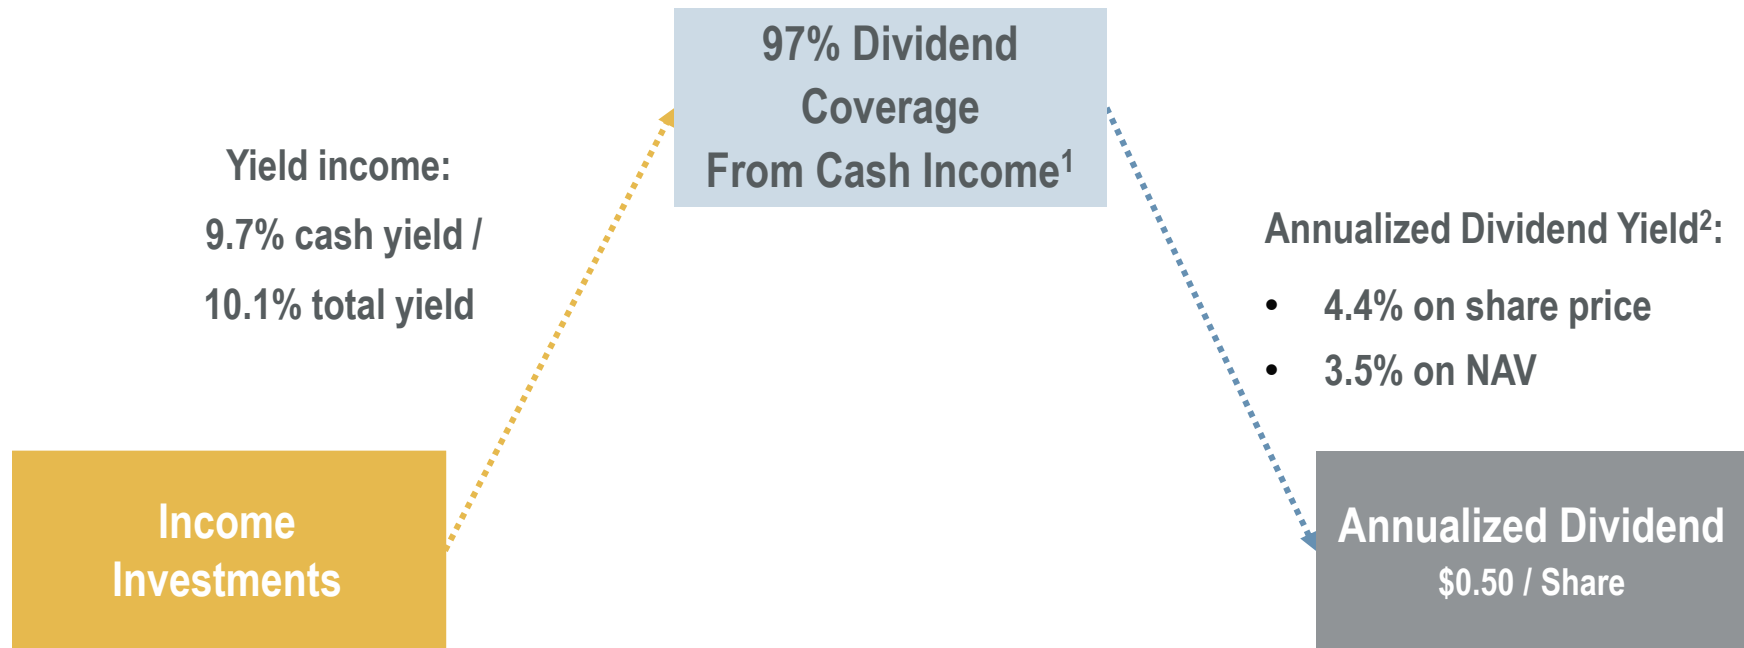 97% Dividend
Coverage
From Cash Income1
Yield income:
9.7% cash yield /
10.1% total yield
Annualized Dividend Yield2:
• 4.4% on share price
• 3.5% on NAV
Income
Investments
Annualized Dividend
$0.50 / Share